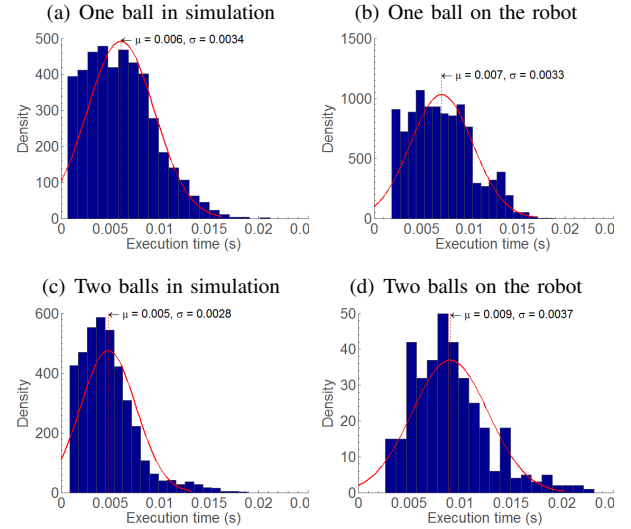 (a) One ball in simulation
(b) One ball on the robot
500
400
300
200
100
0
Density
← μ = 0.006, σ = 0.0034
0 0.005 0.01 0.015 0.02 0.0
Execution time (s)
1500
1000
500
0
Density
← μ = 0.007, σ = 0.0033
0 0.005 0.01 0.015 0.02 0.0
Execution time (s)
(c) Two balls in simulation
(d) Two balls on the robot
600
400
200
0
Density
← μ = 0.005, σ = 0.0028
0 0.005 0.01 0.015 0.02 0.0
Execution time (s)
50
40
30
20
10
0
Density
← μ = 0.009, σ = 0.0037
0 0.005 0.01 0.015 0.02 0.0
Execution time (s)